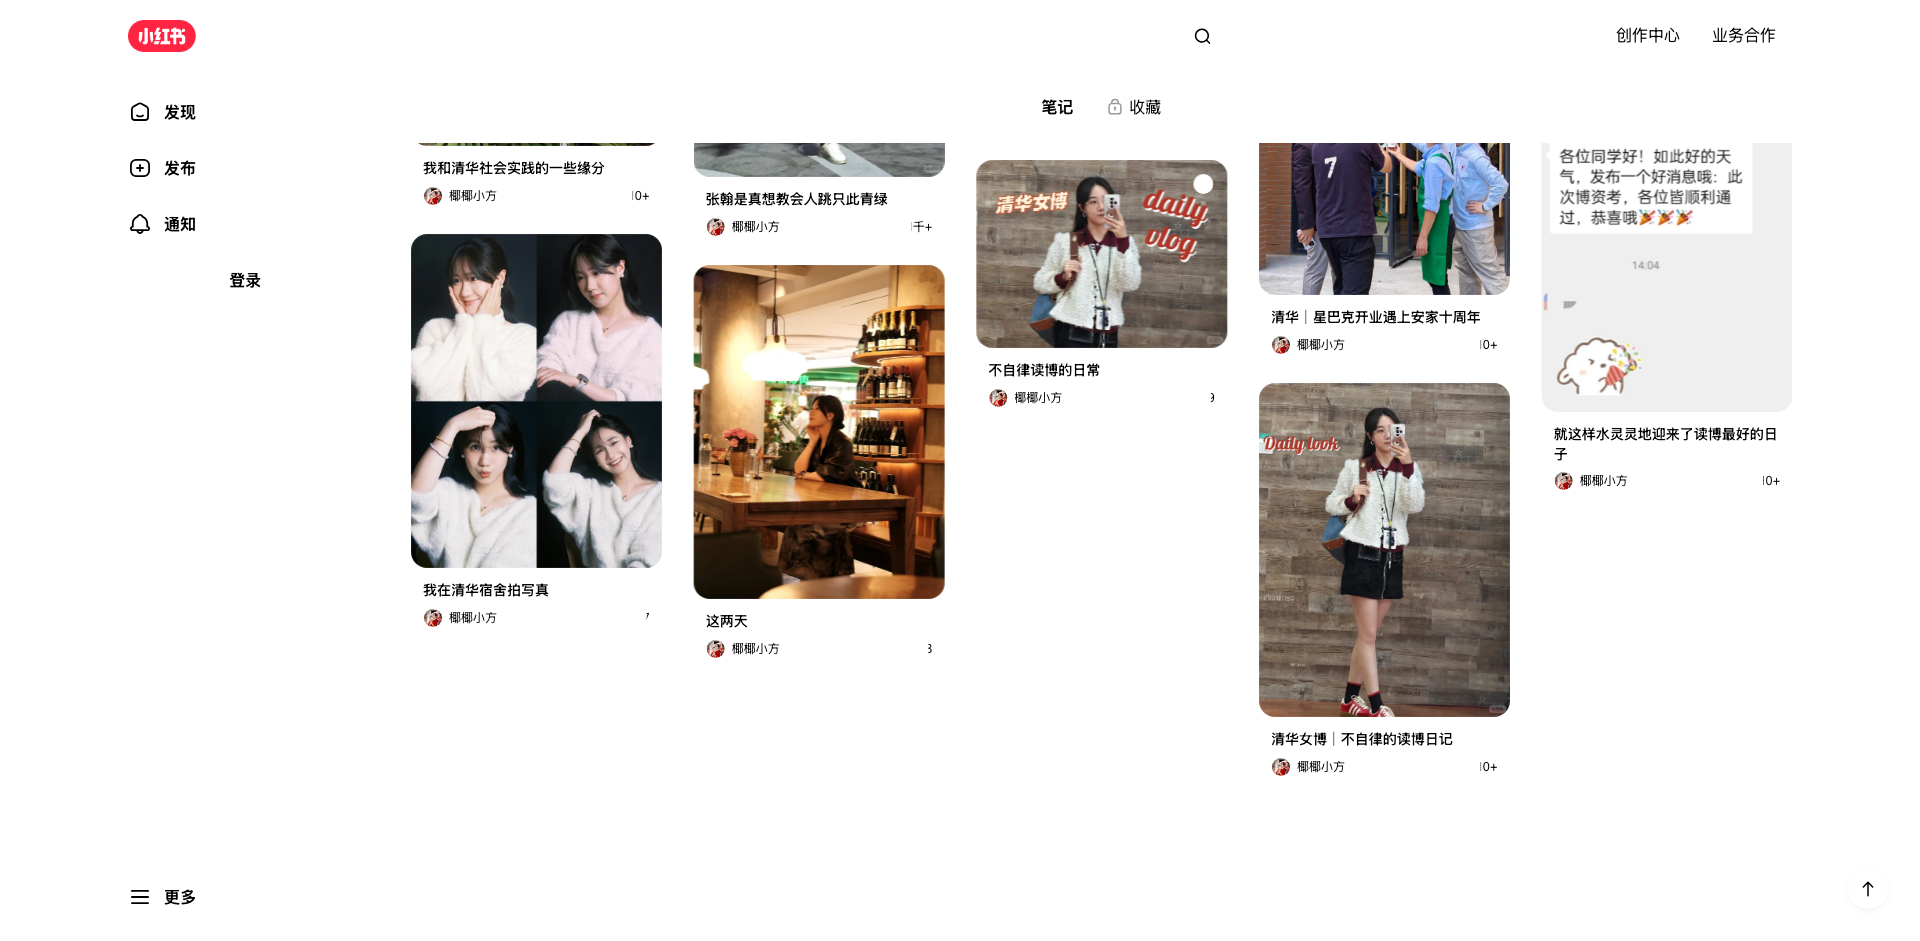 小红书
创作中心
业务合作
发现
发布
通知
登录
更多
笔记
收藏
我和清华社会实践的一些缘分
椰椰小方
10+
我在清华宿舍拍写真
椰椰小方
7
张翰是真想教会人跳只此青绿
椰椰小方
1千+
这两天
椰椰小方
3
清华女博
daily
vlog
不自律读博的日常
椰椰小方
9
7
清华｜星巴克开业遇上安家十周年
椰椰小方
10+
Daily look
清华女博｜不自律的读博日记
椰椰小方
10+
各位同学好！如此好的天
气，发布一个好消息哦：此
次博资考，各位皆顺利通
过，恭喜哦🎉🎉🎉
14:04
就这样水灵灵地迎来了读博最好的日
子
椰椰小方
10+